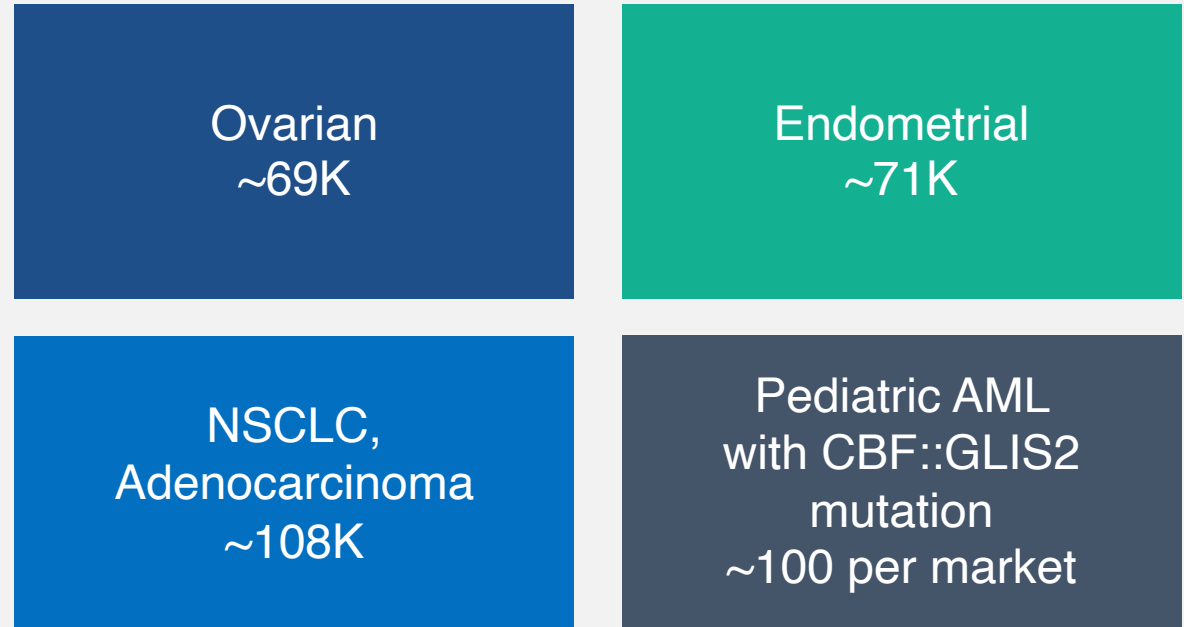 Ovarian
~69K
Endometrial
~71K
NSCLC,
Adenocarcinoma
~108K
Pediatric AML
with CBF::GLIS2
mutation
~100 per market